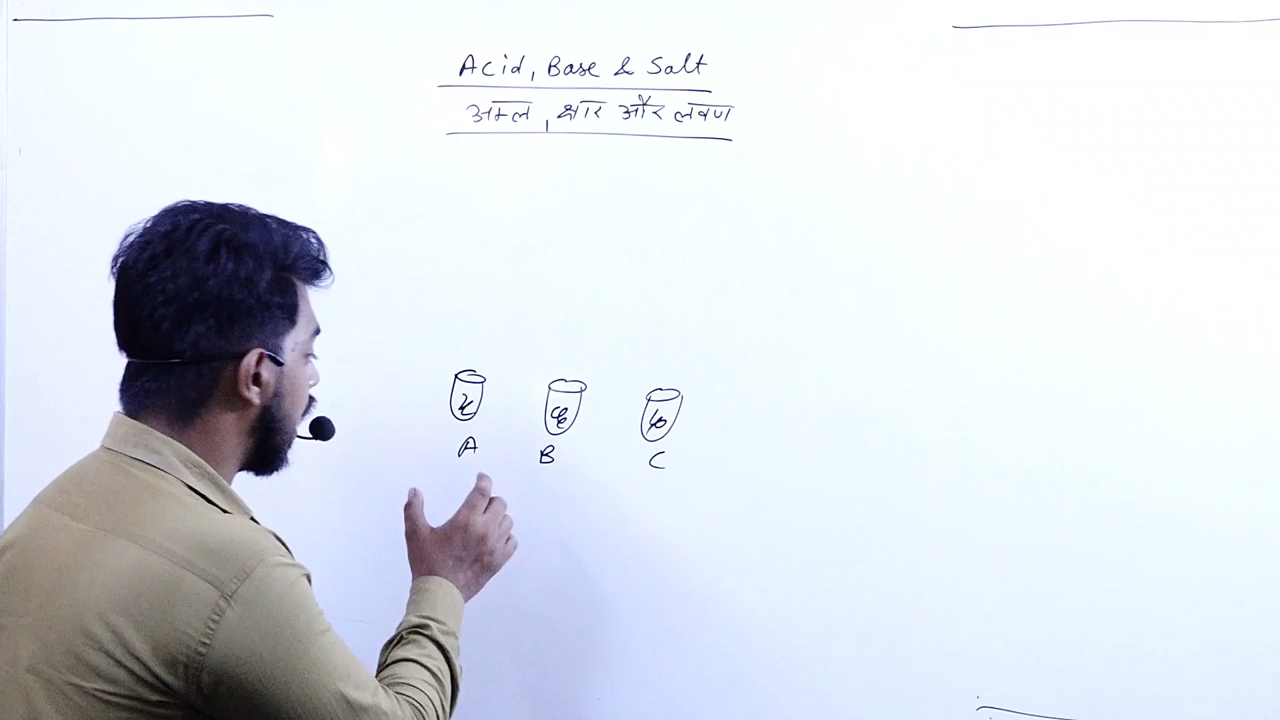 Acid, Base & Salt
अम्ल, क्षार और लवण
A B C